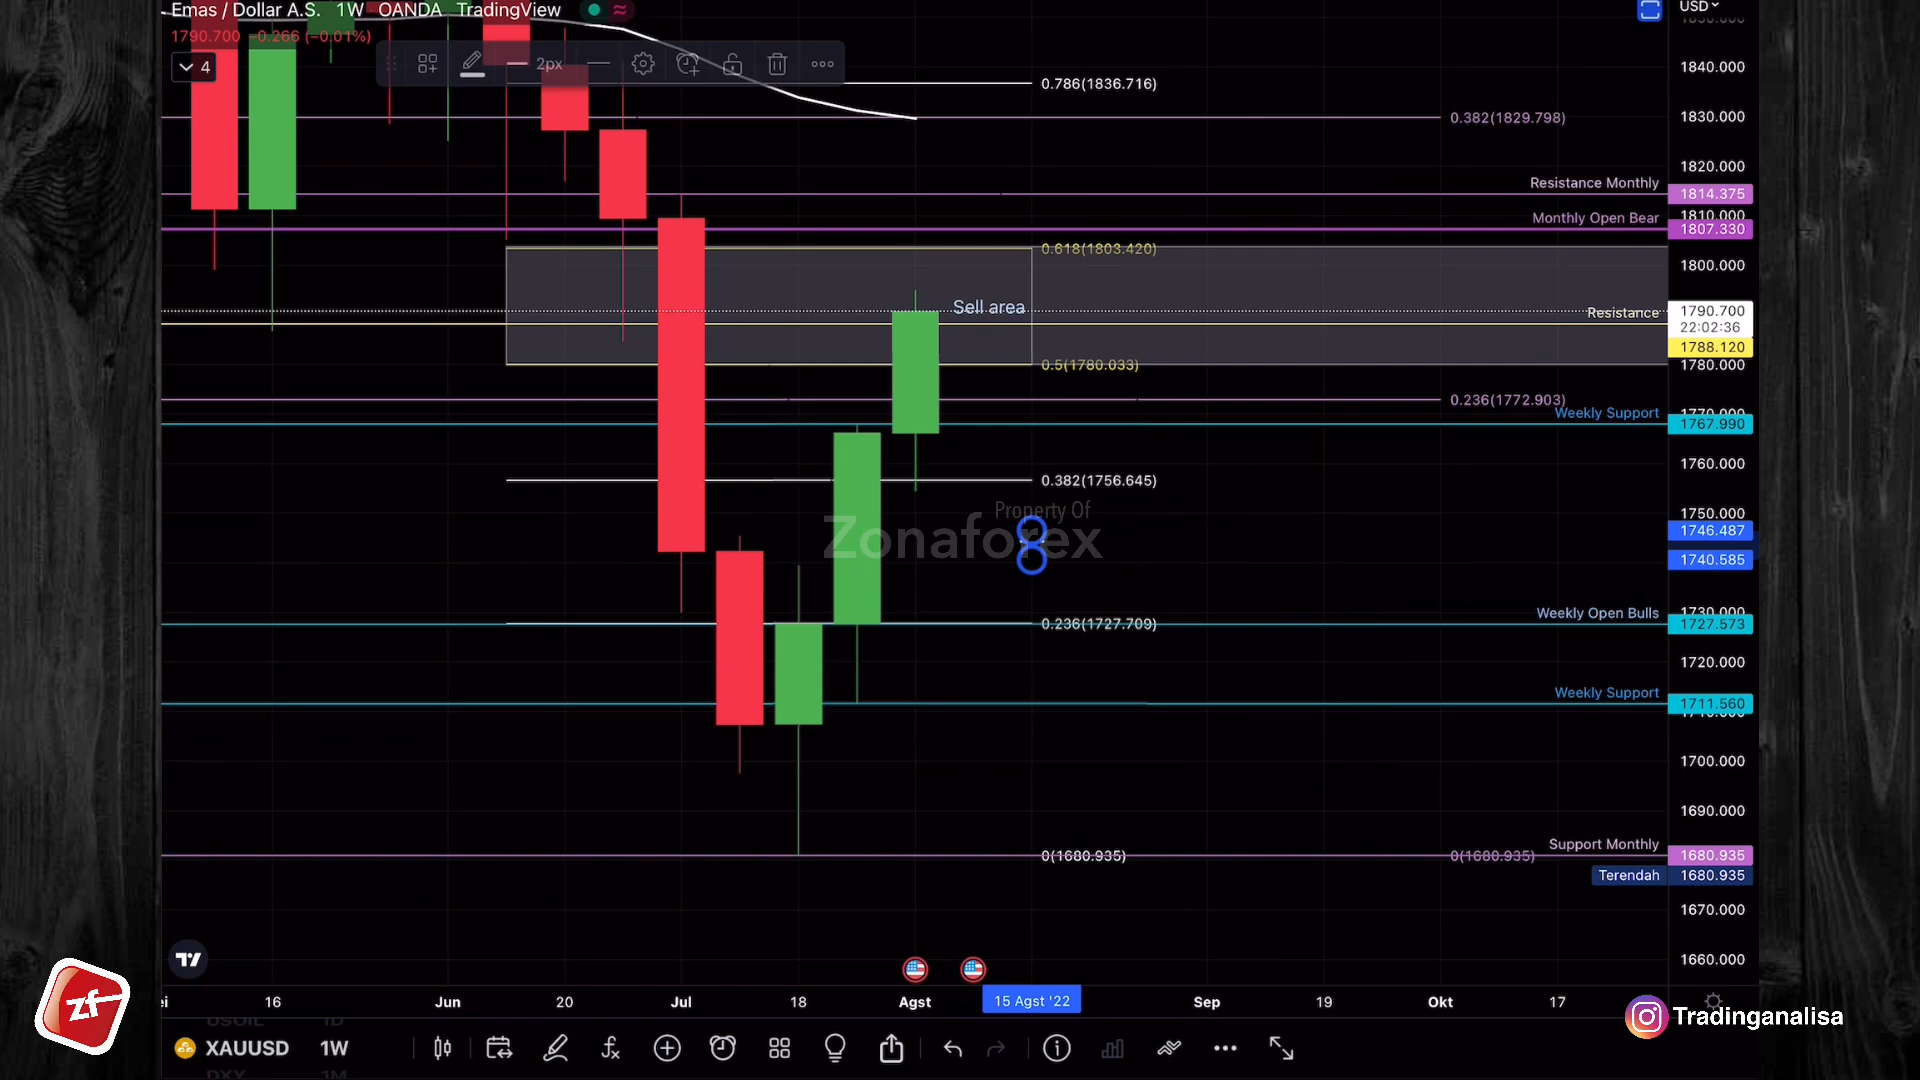 Emas / Dollar A.S. 1W OANDA TradingView
USD
1790.700 −0.266 (−0.01%)
4
2px
0.786(1836.716)
1840.000
0.382(1829.798)
1830.000
1820.000
Resistance Monthly
1814.375
1810.000
Monthly Open Bear
1807.330
0.618(1803.420)
1800.000
Sell area
Resistance
1790.700
22:02:36
1788.120
0.5(1780.033)
1780.000
0.236(1772.903)
1770.000
Weekly Support
1767.990
1760.000
0.382(1756.645)
Property Of
Zonaforex
1750.000
1746.487
1740.585
Weekly Open Bulls
1730.000
0.236(1727.709)
1727.573
1720.000
Weekly Support
1711.560
1700.000
1690.000
Support Monthly
0(1680.935)
0(1680.935)
1680.935
Terendah
1680.935
1670.000
1660.000
16
Jun
20
Jul
18
Agst
15 Agst '22
Sep
19
Okt
17
zf
Tradinganalisa
XAUUSD 1W